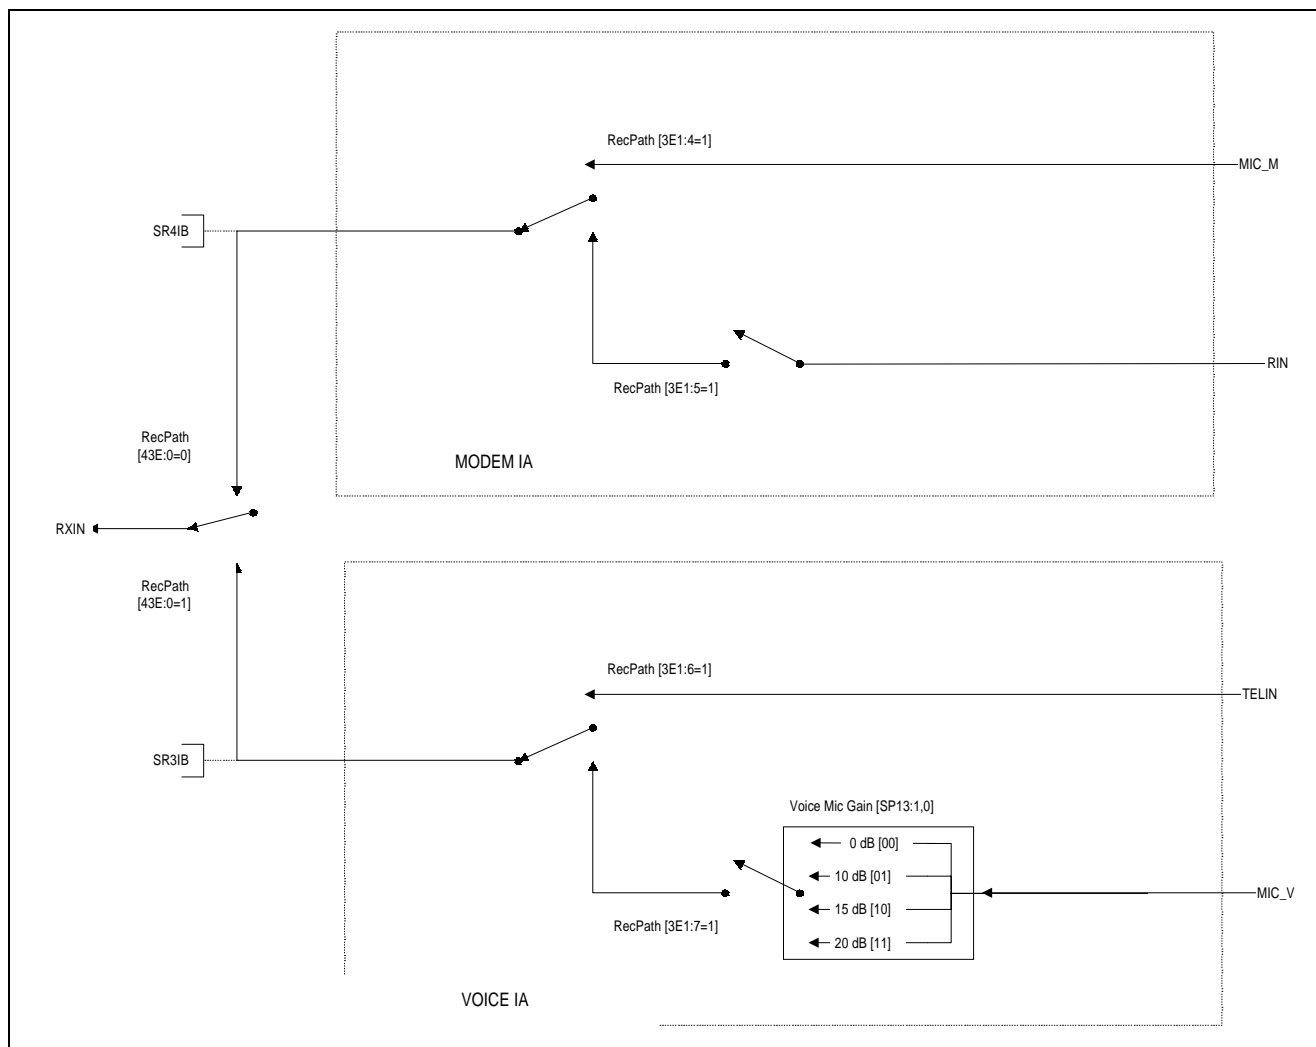 RecPath [3E1:4=1]
MIC_M
SR4IB
RIN
RecPath [3E1:5=1]
RecPath
[43E:0=0]
MODEM IA
RXIN
RecPath
[43E:0=1]
RecPath [3E1:6=1]
TELIN
SR3IB
Voice Mic Gain [SP13:1,0]
0 dB [00]
10 dB [01]
15 dB [10]
20 dB [11]
MIC_V
RecPath [3E1:7=1]
VOICE IA